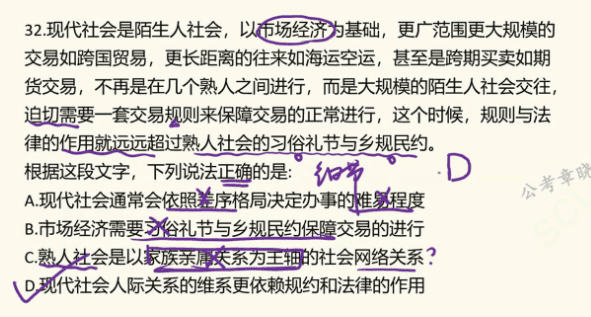 32.现代社会是陌生人社会，以市场经济为基础，更广范围更大规模的
交易如跨国贸易，更长距离的往来如海运空运，甚至是跨期买卖如期
货交易，不再是在几个熟人之间进行，而是大规模的陌生人社会交往，
迫切需要一套交易规则来保障交易的正常进行，这个时候，规则与法
律的作用就远远超过熟人社会的习俗礼节与乡规民约。
根据这段文字，下列说法正确的是:
细节
D
公考章晓
A.现代社会通常会依照差序格局决定办事的难易程度
B.市场经济需要习俗礼节与乡规民约保障交易的进行
C.熟人社会是以家族亲属关系为主轴的社会网络关系?
D.现代社会人际关系的维系更依赖规约和法律的作用